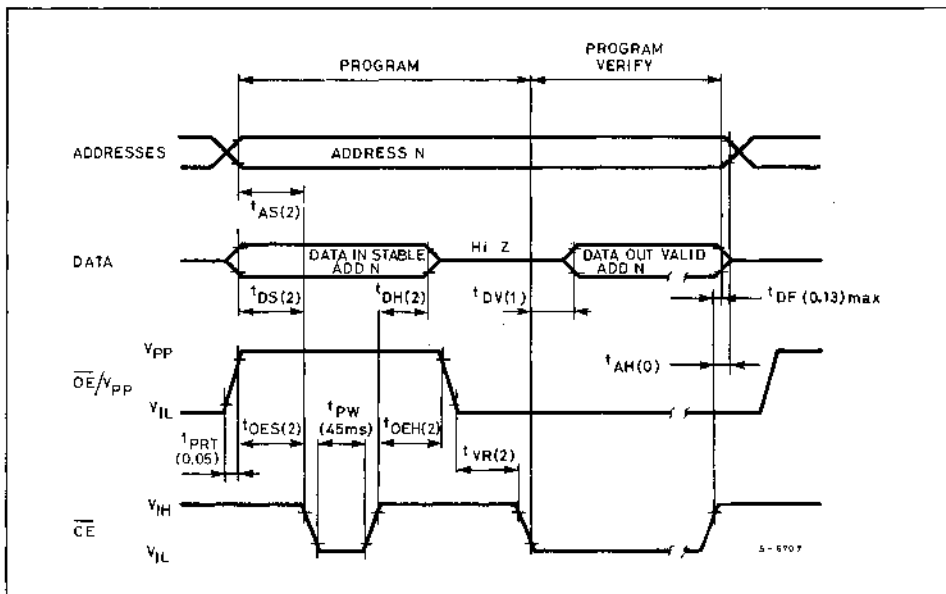 PROGRAM
PROGRAM
VERIFY
ADDRESSES
ADDRESS N
tAS(2)
DATA
DATA IN STABLE
ADD N
Hi Z
DATA OUT VALID
ADD N
tDS(2)
tDH(2)
tDV(1)
tDF (0.13) max
tAH(0)
VPP
OE/VPP
VIL
tPRT
(0.05)
tOES(2)
tPW
(45ms)
tOEH(2)
tVR(2)
VIH
CE
VIL
S-6707